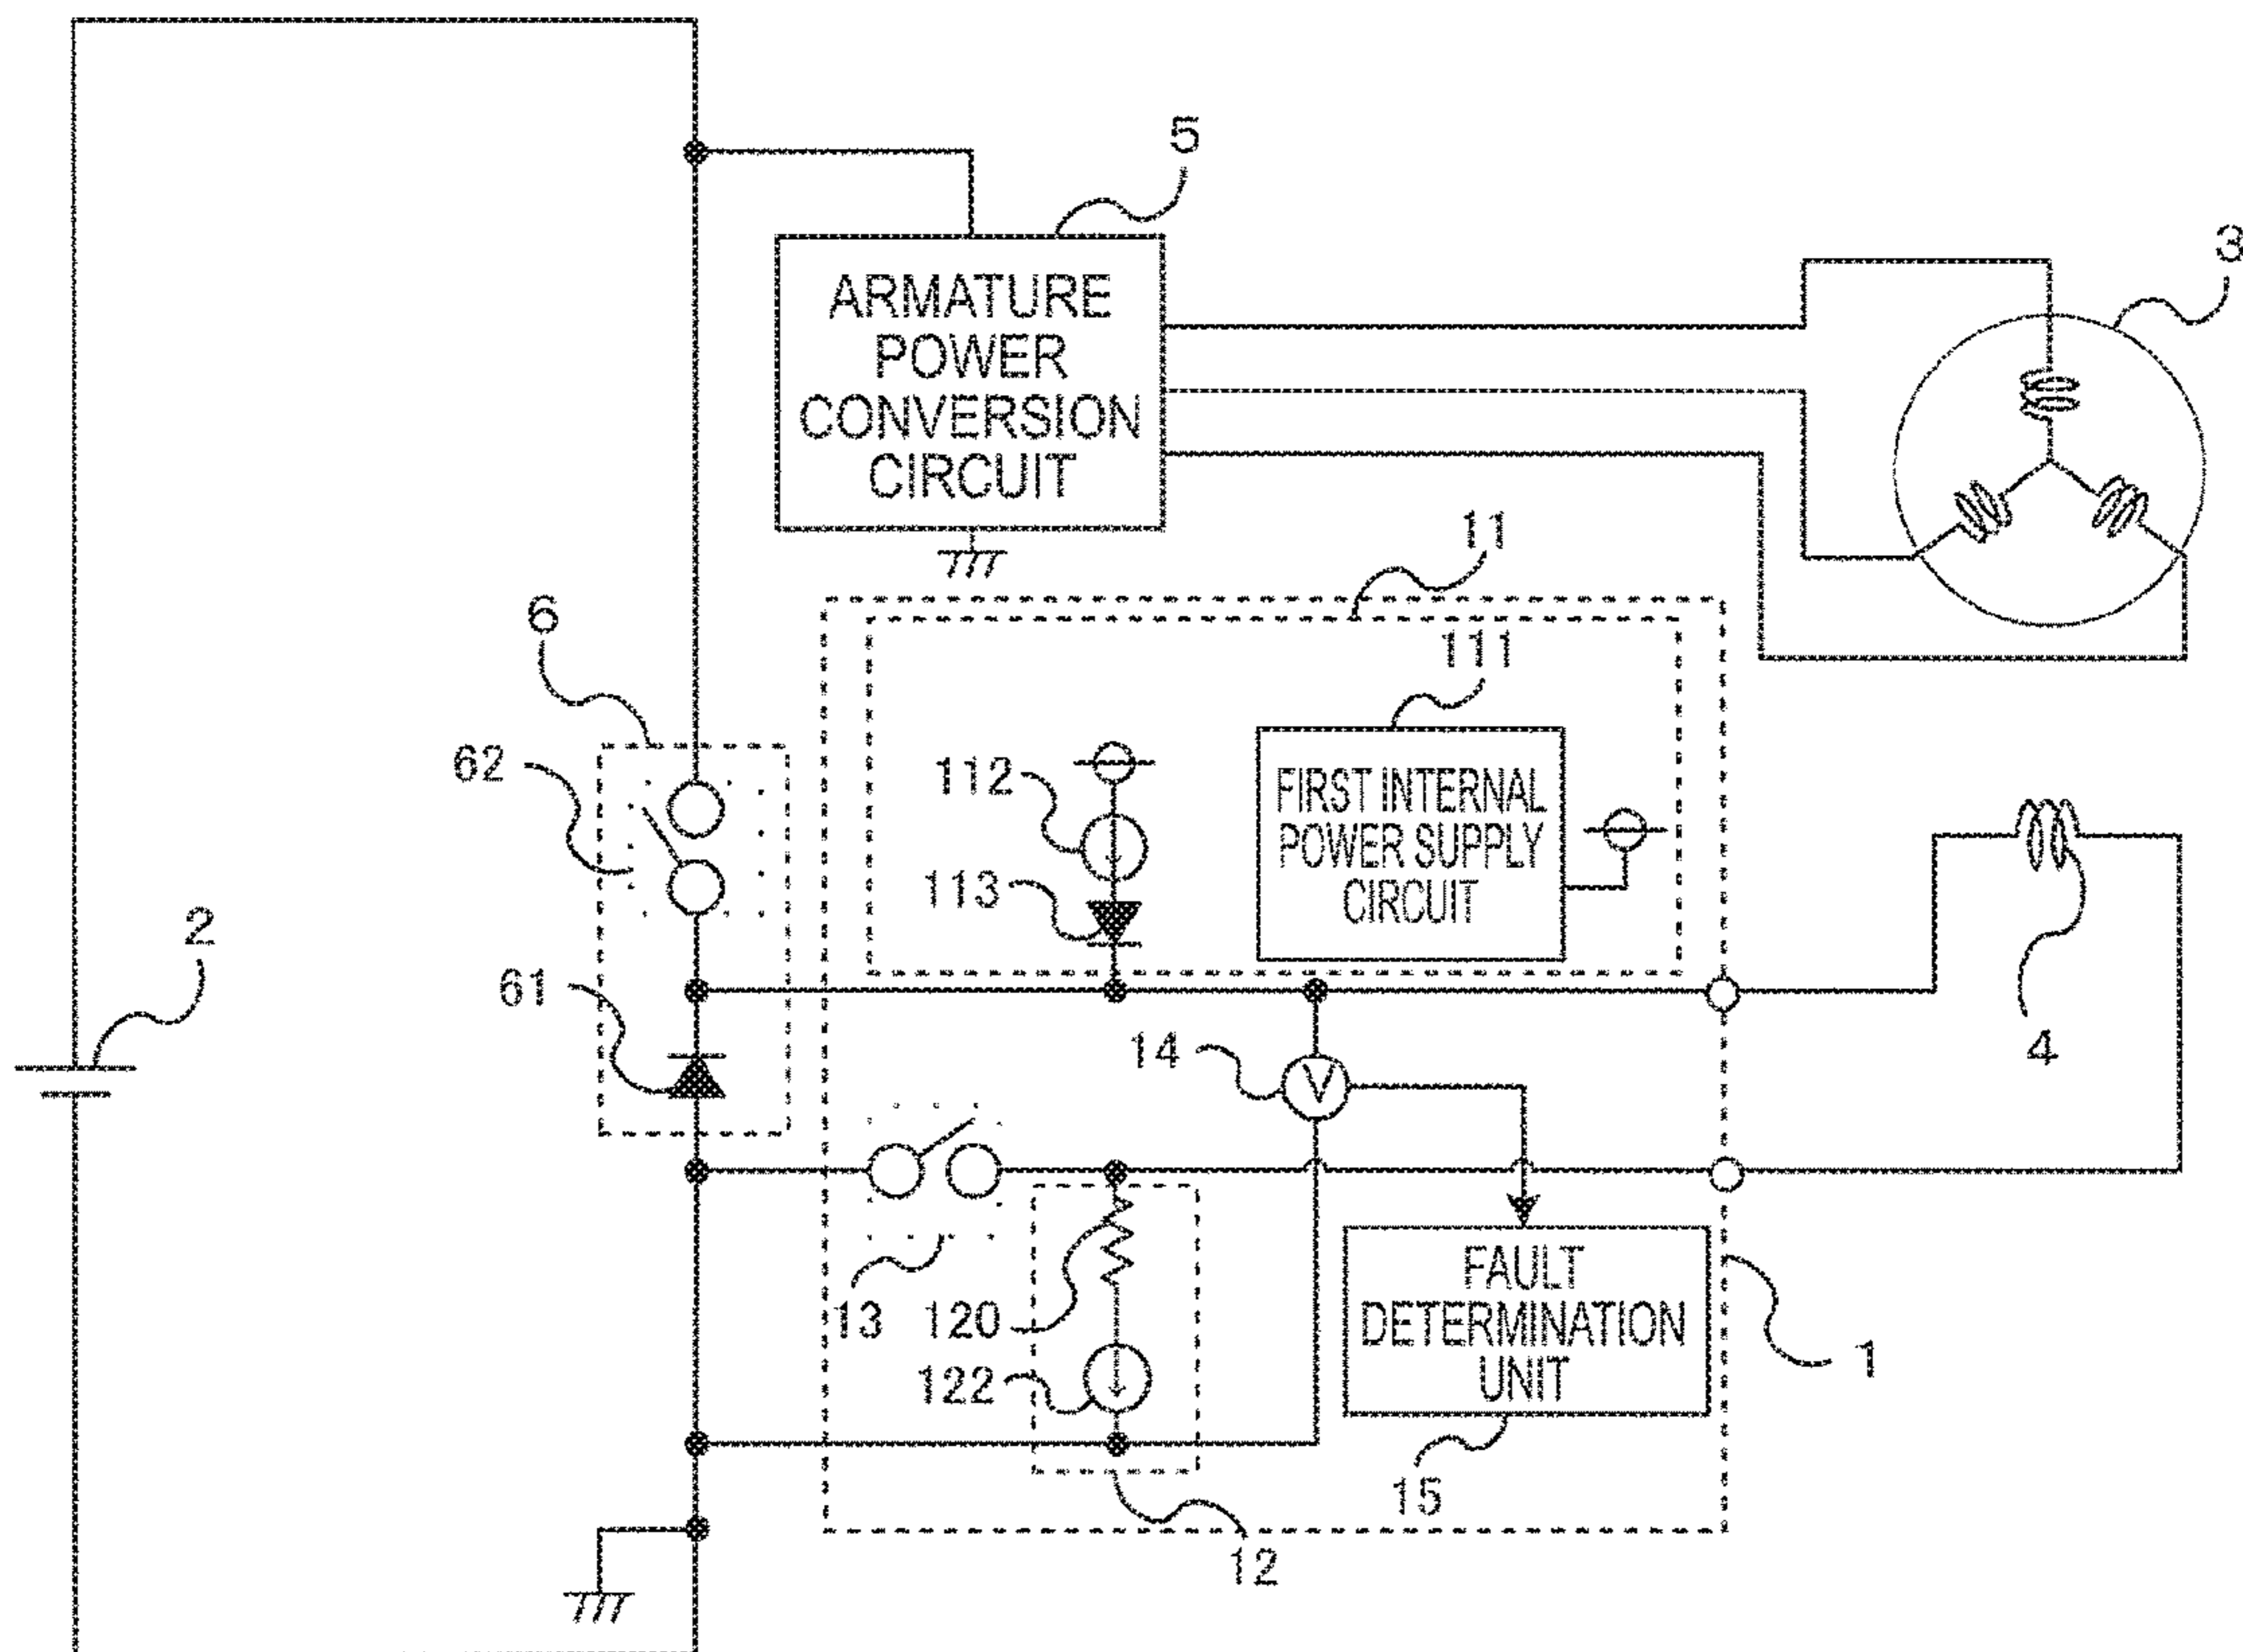 5
3
ARMATURE
POWER
CONVERSION
CIRCUIT
11
6
111
62
112
FIRST INTERNAL
POWER SUPPLY
CIRCUIT
113
2
61
14
V
4
13
120
FAULT
DETERMINATION
UNIT
1
122
15
12